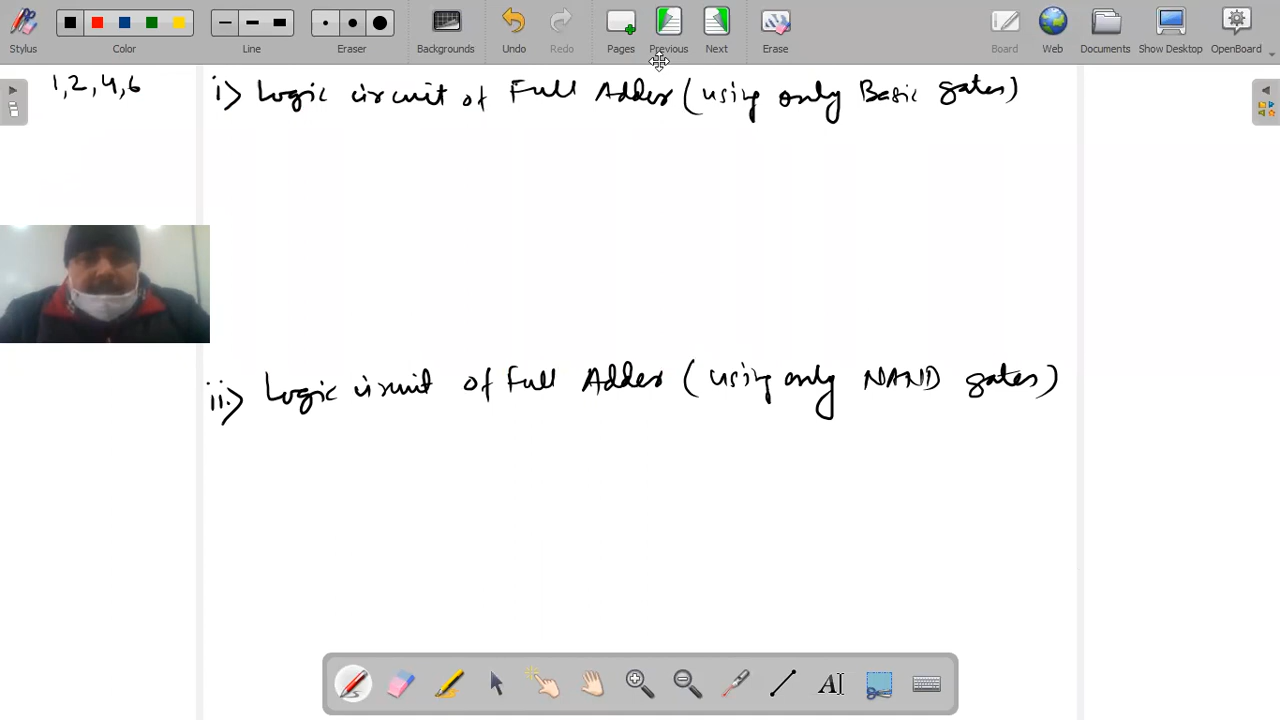 Stylus
Color
Line
Eraser
Backgrounds
Undo
Redo
Pages
Previous
Next
Erase
Board
Web
Documents
Show Desktop
OpenBoard
1,2,4,6
i) Logic circuit of Full Adder (using only Basic gates)
ii) Logic circuit of Full Adder (using only NAND gates)
AI